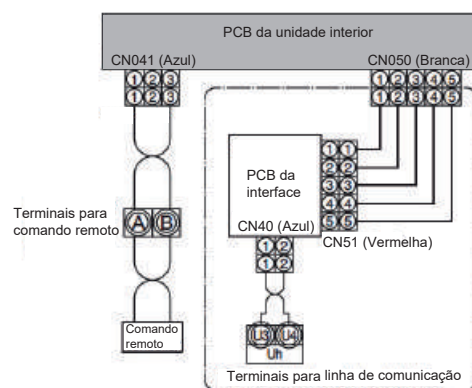 PCB da unidade interior
CN041 (Azul)
CN050 (Branca)
1 2 3
1 2 3
1 2 3 4 5
1 2 3 4 5
PCB da
interface
1 1
2 2
3 3
4 4
5 5
CN40 (Azul)
CN51 (Vermelha)
1 2
1 2
Terminais para
comando remoto
A B
Comando
remoto
U3 U4
Uh
Terminais para linha de comunicação